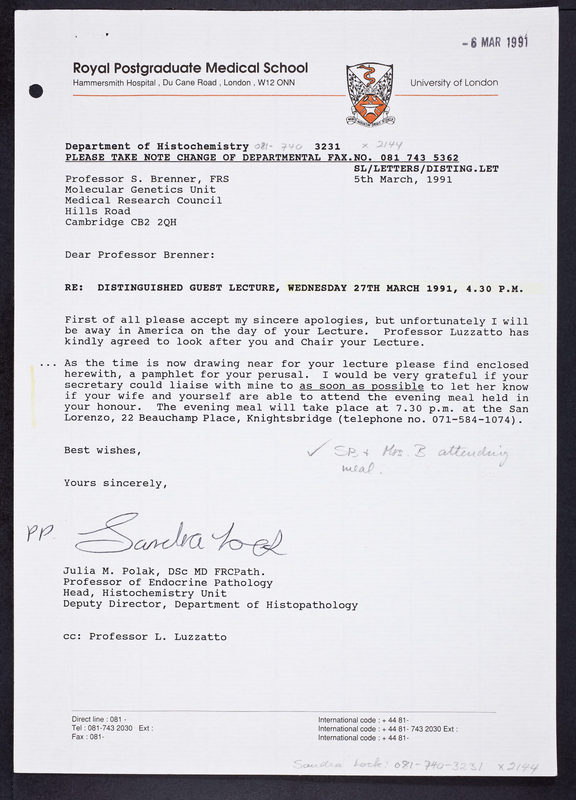 - 6 MAR 1991
Royal Postgraduate Medical School
Hammersmith Hospital , Du Cane Road , London , W12 ONN
University of London
Department of Histochemistry 081- 740 3231 x 2144
PLEASE TAKE NOTE CHANGE OF DEPARTMENTAL FAX.NO. 081 743 5362
SL/LETTERS/DISTING.LET
Professor S. Brenner, FRS 5th March, 1991
Molecular Genetics Unit
Medical Research Council
Hills Road
Cambridge CB2 2QH
Dear Professor Brenner:
RE: DISTINGUISHED GUEST LECTURE, WEDNESDAY 27TH MARCH 1991, 4.30 P.M.
First of all please accept my sincere apologies, but unfortunately I will
be away in America on the day of your Lecture. Professor Luzzatto has
kindly agreed to look after you and Chair your Lecture.
... As the time is now drawing near for your lecture please find enclosed
herewith, a pamphlet for your perusal. I would be very grateful if your
secretary could liaise with mine to as soon as possible to let her know
if your wife and yourself are able to attend the evening meal held in
your honour. The evening meal will take place at 7.30 p.m. at the San
Lorenzo, 22 Beauchamp Place, Knightsbridge (telephone no. 071-584-1074).
Best wishes,
✓ SB + Mrs. B attending
meal.
Yours sincerely,
PP. Sandra Lock
Julia M. Polak, DSc MD FRCPath.
Professor of Endocrine Pathology
Head, Histochemistry Unit
Deputy Director, Department of Histopathology
cc: Professor L. Luzzatto
Direct line : 081 -
Tel : 081-743 2030 Ext :
Fax : 081-
International code : + 44 81-
International code : + 44 81- 743 2030 Ext :
International code : + 44 81-
Sandra Lock: 081-740-3231 x 2144